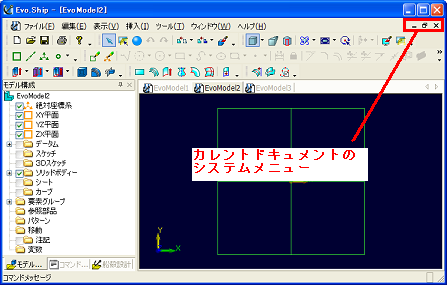 Evo.Ship - [EvoModel2]
ファイル(F) 編集(E) 表示(V) 挿入(I) ツール(T) ウィンドウ(W) ヘルプ(H)
モデル構成
EvoModel1 EvoModel2 EvoModel3
EvoModel2
絶対座標系
XY平面
YZ平面
ZX平面
データム
スケッチ
3Dスケッチ
ソリッドボディー
シート
カーブ
要素グループ
参照部品
パターン
移動
注記
変数
カレントドキュメントの
システムメニュー
Y
X
モデル... コマンド... 船殻設計
コマンドメッセージ